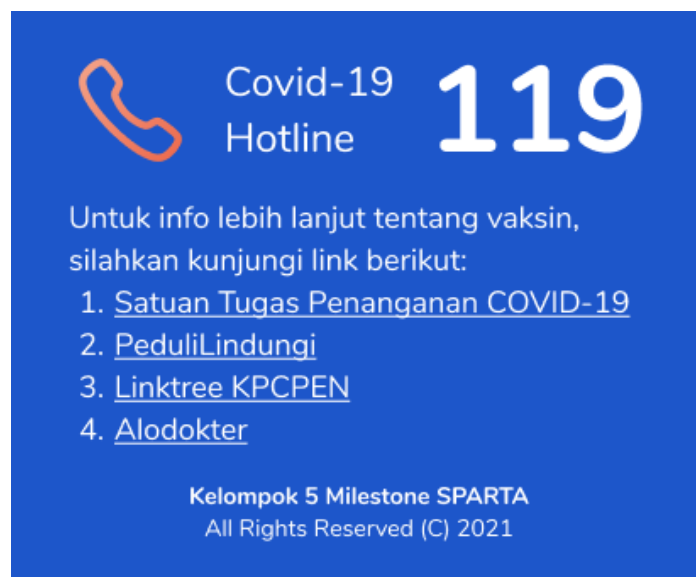 Covid-19
Hotline
119
Untuk info lebih lanjut tentang vaksin,
silahkan kunjungi link berikut:
1. Satuan Tugas Penanganan COVID-19
2. PeduliLindungi
3. Linktree KPCPEN
4. Alodokter
Kelompok 5 Milestone SPARTA
All Rights Reserved (C) 2021